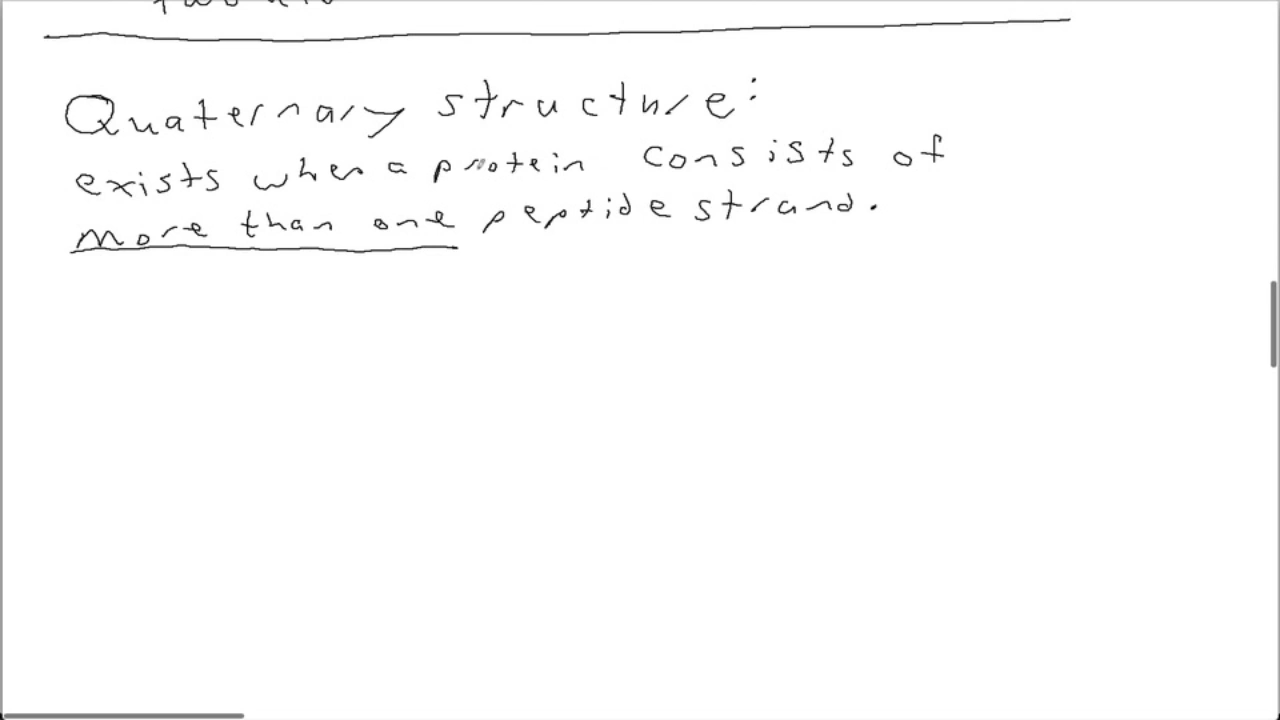 Quaternary structure:
exists when a protein consists of
more than one peptide strand.